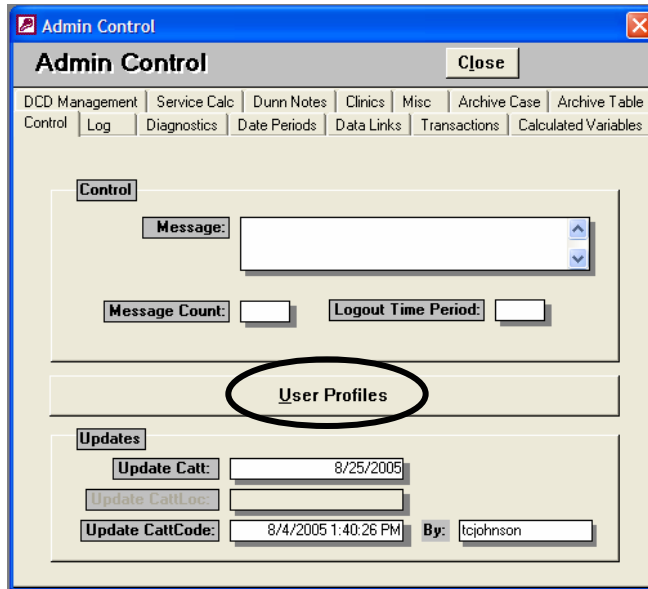 Admin Control
Admin Control Close
DCD Management Service Calc Dunn Notes Clinics Misc Archive Case Archive Table
Control Log Diagnostics Date Periods Data Links Transactions Calculated Variables
Control
Message:
Message Count: Logout Time Period:
User Profiles
Updates
Update Catt: 8/25/2005
Update CattLoc:
Update CattCode: 8/4/2005 1:40:26 PM By: tcjohnson